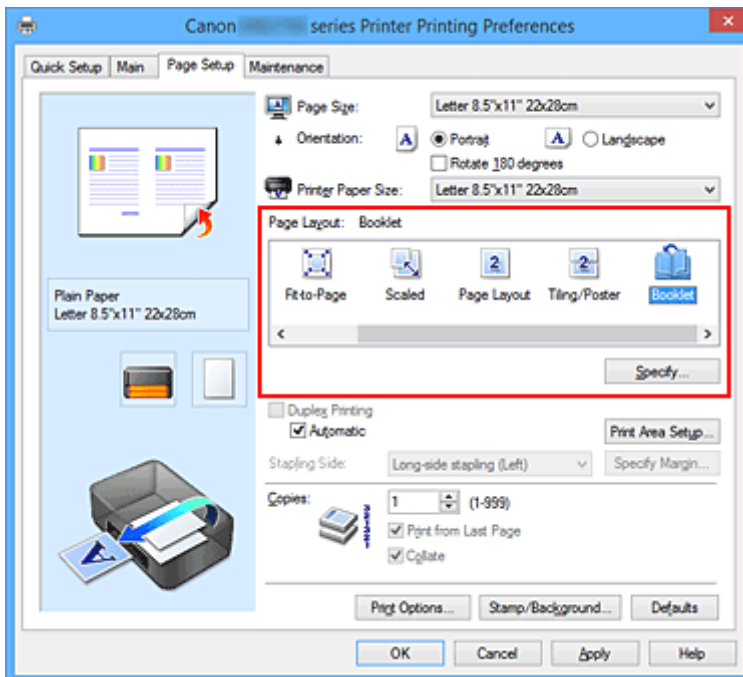 Canon series Printer Printing Preferences
Quick Setup Main Page Setup Maintenance
Page Size: Letter 8.5"x11" 22x28cm
Orientation: A Portrait A Landscape
Rotate 180 degrees
Printer Paper Size: Letter 8.5"x11" 22x28cm
Page Layout: Booklet
2 2
Fit-to-Page Scaled Page Layout Tiling/Poster Booklet
Plain Paper
Letter 8.5"x11" 22x28cm
Specify...
Duplex Printing
Automatic
Print Area Setup...
Stapling Side: Long-side stapling (Left) Specify Margin...
Copies: 1 (1-999)
Print from Last Page
Collate
A
Print Options... Stamp/Background... Defaults
OK Cancel Apply Help